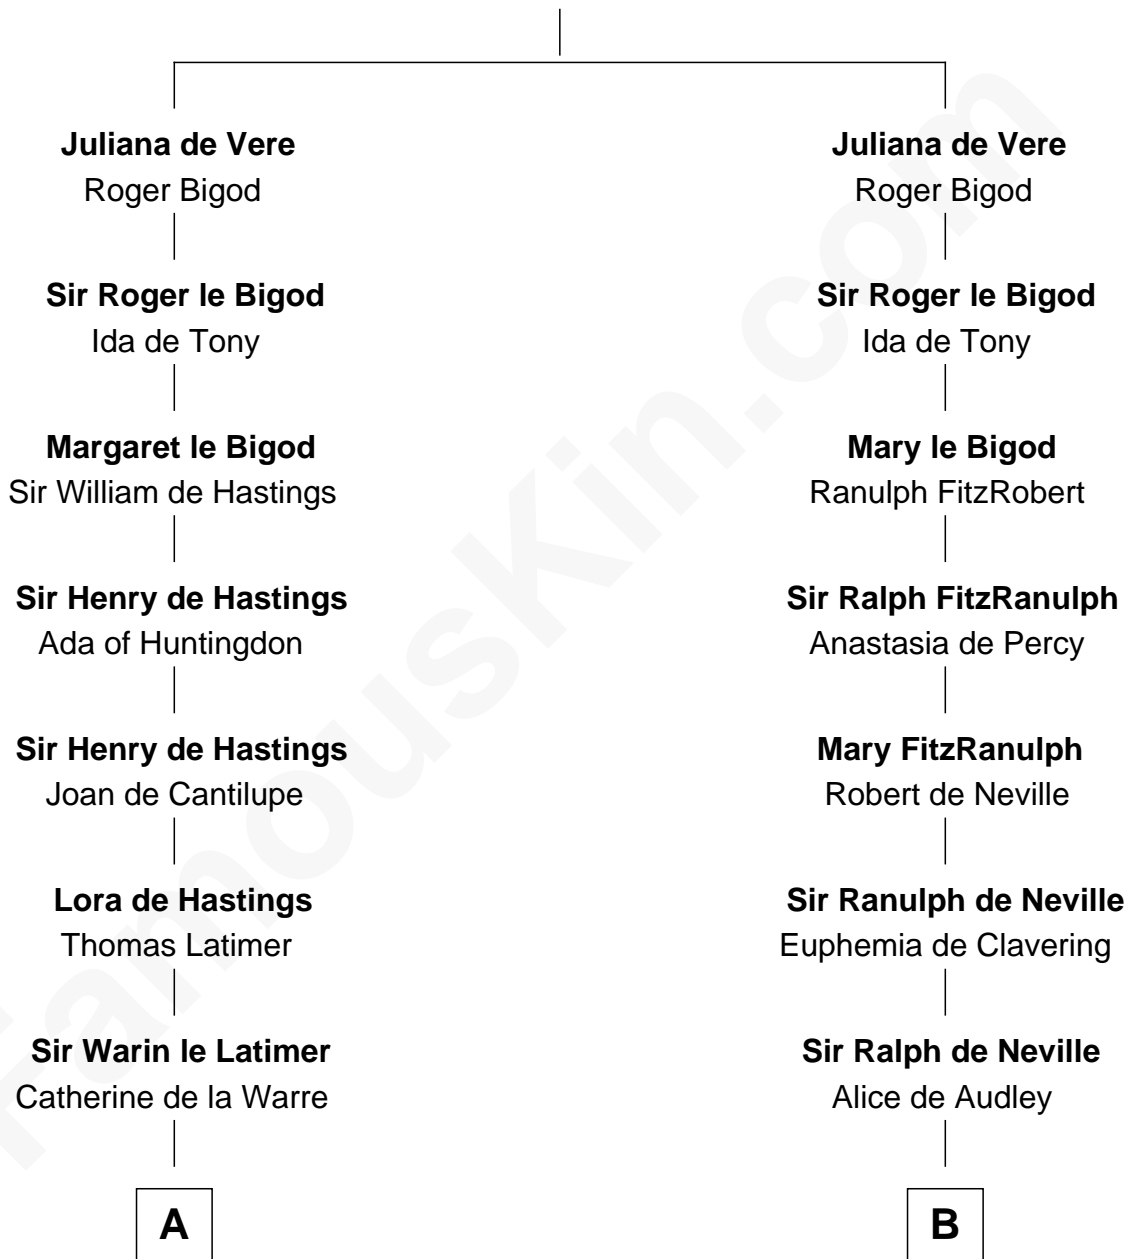 Juliana de Vere
Roger Bigod
Sir Roger le Bigod
Ida de Tony
Margaret le Bigod
Sir William de Hastings
Sir Henry de Hastings
Ada of Huntingdon
Sir Henry de Hastings
Joan de Cantilupe
Lora de Hastings
Thomas Latimer
Sir Warin le Latimer
Catherine de la Warre
A
Juliana de Vere
Roger Bigod
Sir Roger le Bigod
Ida de Tony
Mary le Bigod
Ranulph FitzRobert
Sir Ralph FitzRanulph
Anastasia de Percy
Mary FitzRanulph
Robert de Neville
Sir Ranulph de Neville
Euphemia de Clavering
Sir Ralph de Neville
Alice de Audley
B
FamousKin.com